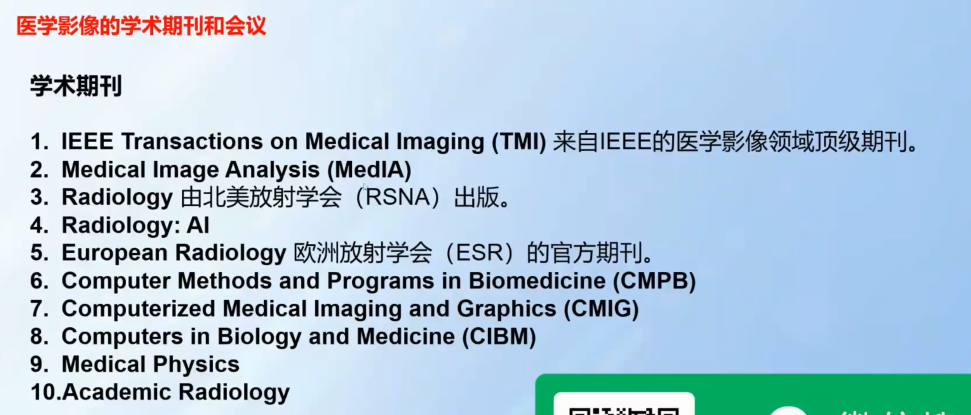 医学影像的学术期刊和会议
学术期刊
1. IEEE Transactions on Medical Imaging (TMI) 来自IEEE的医学影像领域顶级期刊。
2. Medical Image Analysis (MedIA)
3. Radiology 由北美放射学会（RSNA）出版。
4. Radiology: AI
5. European Radiology 欧洲放射学会（ESR）的官方期刊。
6. Computer Methods and Programs in Biomedicine (CMPB)
7. Computerized Medical Imaging and Graphics (CMIG)
8. Computers in Biology and Medicine (CIBM)
9. Medical Physics
10.Academic Radiology